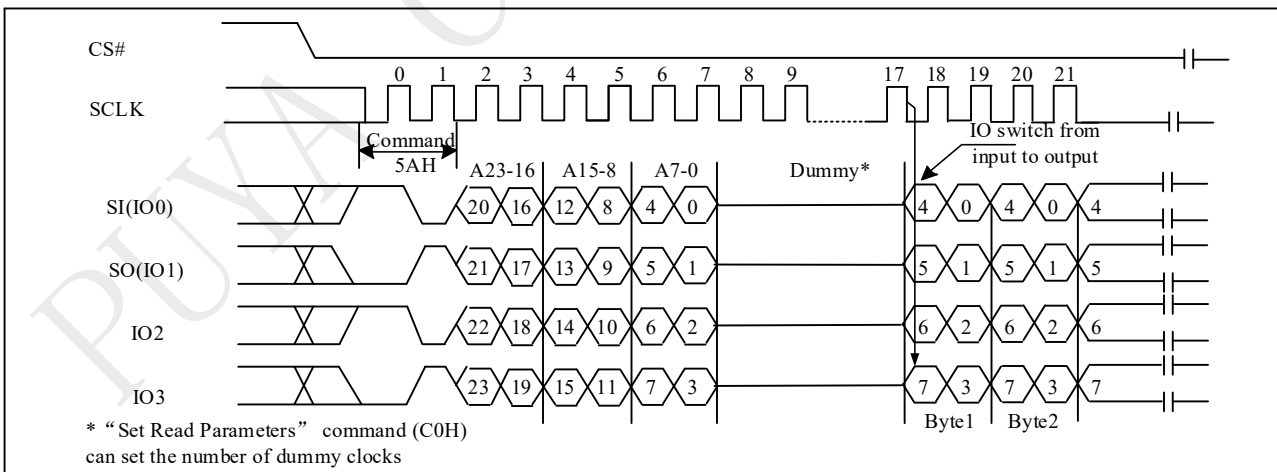 CS#
0 1 2 3 4 5 6 7 8 9 17 18 19 20 21
SCLK
Command
5AH
IO switch from
input to output
A23-16 A15-8 A7-0 Dummy*
SI(IO0) 20 16 12 8 4 0 4 0 4 0 4
SO(IO1) 21 17 13 9 5 1 5 1 5 1 5
IO2 22 18 14 10 6 2 6 2 6 2 6
IO3 23 19 15 11 7 3 7 3 7 3 7
Byte1 Byte2
* “Set Read Parameters” command (C0H)
can set the number of dummy clocks
PUYA